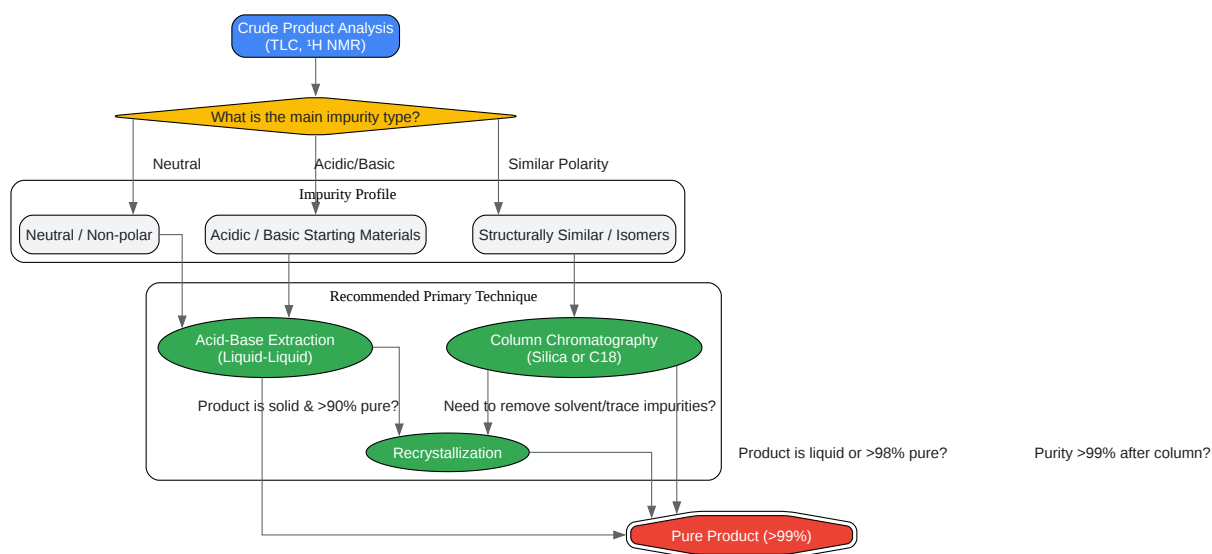 Crude Product Analysis
(TLC, ¹H NMR)
What is the main impurity type?
Neutral
Acidic/Basic
Similar Polarity
Impurity Profile
Neutral / Non-polar
Acidic / Basic Starting Materials
Structurally Similar / Isomers
Recommended Primary Technique
Acid-Base Extraction
(Liquid-Liquid)
Column Chromatography
(Silica or C18)
Product is solid & >90% pure?
Need to remove solvent/trace impurities?
Recrystallization
Product is liquid or >98% pure?
Purity >99% after column?
Pure Product (>99%)